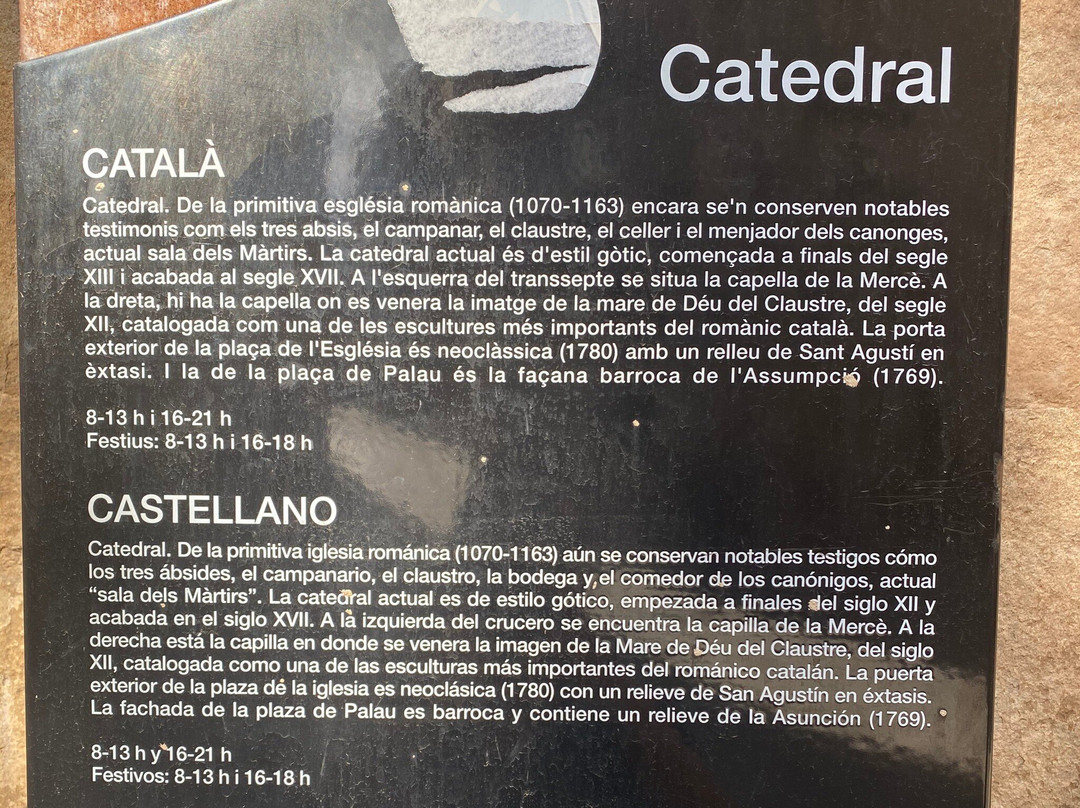 Catedral
CATALÀ
Catedral. De la primitiva església romànica (1070-1163) encara se'n conserven notables
testimonis com els tres absis, el campanar, el claustre, el celler i el menjador dels canonges,
actual sala dels Màrtirs. La catedral actual és d'estil gòtic, començada a finals del segle
XIII i acabada al segle XVII. A l'esquerra del transsepte se situa la capella de la Mercè. A
la dreta, hi ha la capella on es venera la imatge de la mare de Déu del Claustre, del segle
XII, catalogada com una de les escultures més importants del romànic català. La porta
exterior de la plaça de l'Església és neoclàssica (1780) amb un relleu de Sant Agustí en
èxtasi. I la de la plaça de Palau és la façana barroca de l'Assumpció (1769).
8-13 h i 16-21 h
Festius: 8-13 h i 16-18 h
CASTELLANO
Catedral. De la primitiva iglesia románica (1070-1163) aún se conservan notables testigos cómo
los tres ábsides, el campanario, el claustro, la bodega y el comedor de los canónigos, actual
“sala dels Màrtirs”. La catedral actual es de estilo gótico, empezada a finales del siglo XII y
acabada en el siglo XVII. A la izquierda del crucero se encuentra la capilla de la Mercè. A la
derecha está la capilla en donde se venera la imagen de la Mare de Déu del Claustre, del siglo
XII, catalogada como una de las esculturas más importantes del románico catalán. La puerta
exterior de la plaza de la iglesia es neoclásica (1780) con un relieve de San Agustín en éxtasis.
La fachada de la plaza de Palau es barroca y contiene un relieve de la Asunción (1769).
8-13 h y 16-21 h
Festivos: 8-13 h i 16-18 h